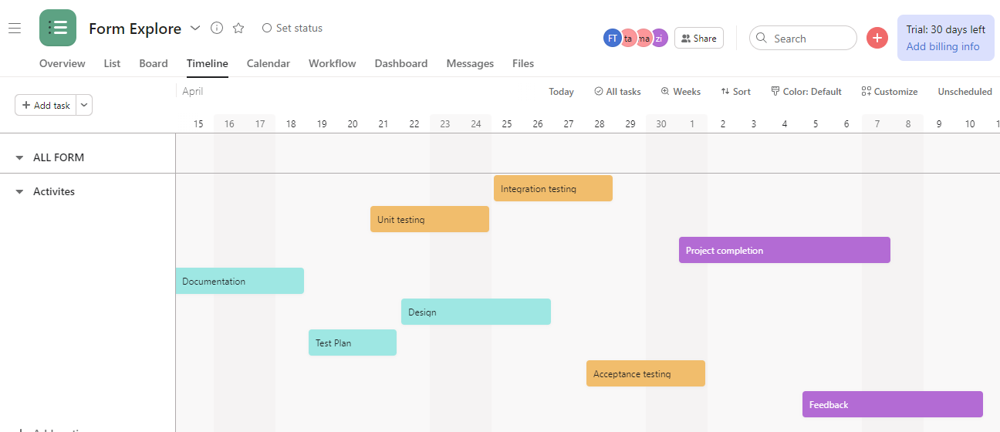 Form Explore
Set status
FT ta ma zi
Share
Search
Trial: 30 days left
Add billing info
Overview List Board Timeline Calendar Workflow Dashboard Messages Files
Add task
April
Today All tasks Weeks Sort Color: Default Customize Unscheduled
15 16 17 18 19 20 21 22 23 24 25 26 27 28 29 30 1 2 3 4 5 6 7 8 9 10
ALL FORM
Activites
Integration testing
Unit testing
Project completion
Documentation
Design
Test Plan
Acceptance testing
Feedback